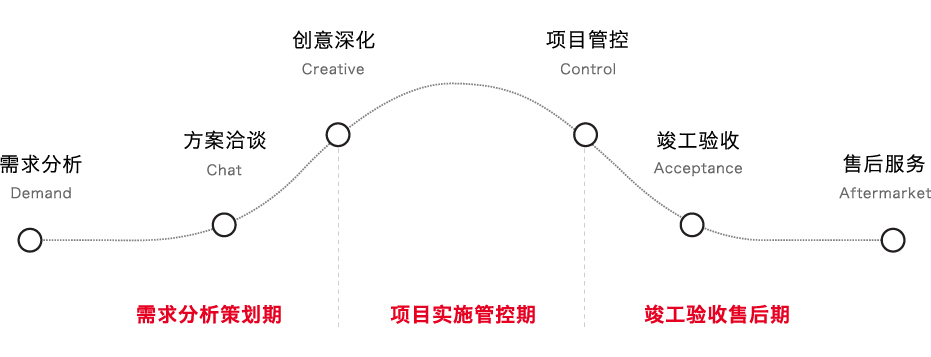 创意深化
Creative
项目管控
Control
方案洽谈
Chat
竣工验收
Acceptance
需求分析
Demand
售后服务
Aftermarket
需求分析策划期
项目实施管控期
竣工验收售后期